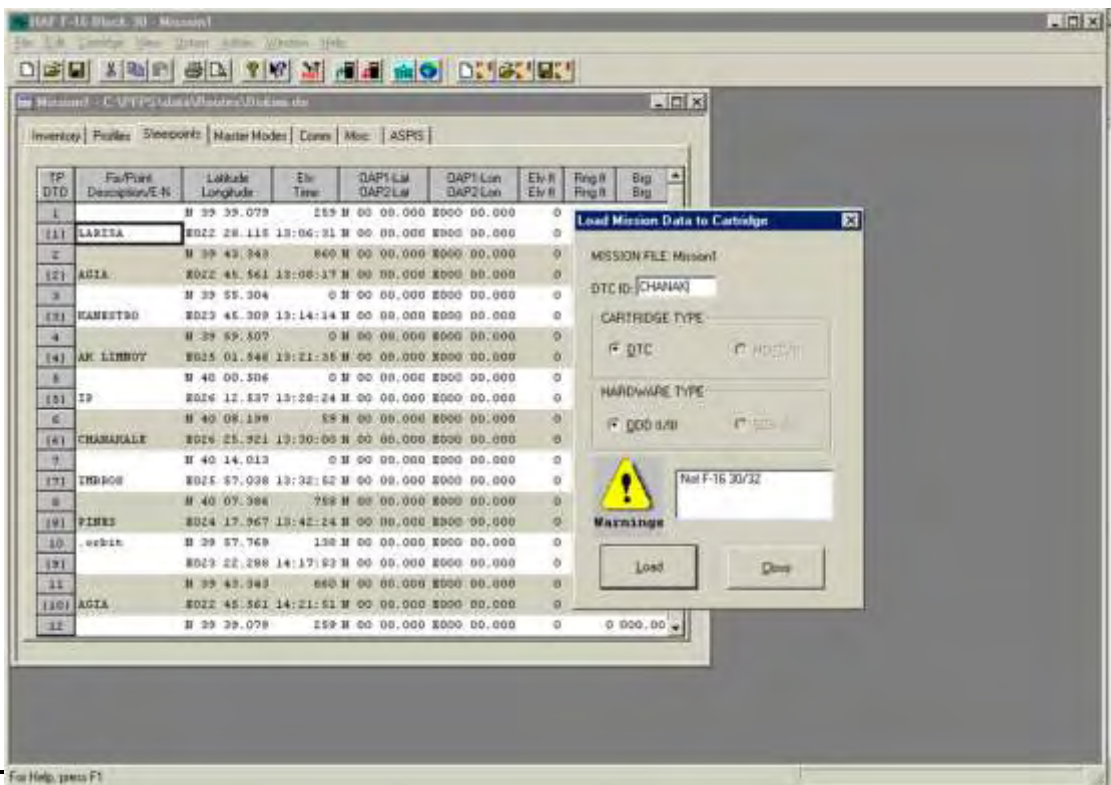 HAF F-16 Block 30 - Mission1
File Edit Cartridge View Option Window Help
Mission1 - C:\PFPS\data\Routes\
Inventory Profiles Steerpoints Master Modes Comm Misc ASPIS
TP Fix/Point Latitude Elv OAP1-Lat OAP1-Lon Elv ft Rng ft Brg
DTD Description/E-N Longitude Time OAP2-Lat OAP2-Lon Elv ft Rng ft Brg
1 N 39 39.079 259 N 00 00.000 E000 00.000 0
[1] LARISA E022 28.115 13:06:31 N 00 00.000 E000 00.000 0
2 N 39 43.343 860 N 00 00.000 E000 00.000 0
[2] AGIA E022 45.561 13:08:17 N 00 00.000 E000 00.000 0
3 N 39 55.304 0 N 00 00.000 E000 00.000 0
[3] KANESTRO E023 45.309 13:14:14 N 00 00.000 E000 00.000 0
4 N 39 59.507 0 N 00 00.000 E000 00.000 0
[4] AK LIMNOY E025 01.546 13:21:35 N 00 00.000 E000 00.000 0
5 N 40 00.506 0 N 00 00.000 E000 00.000 0
[5] IP E026 12.537 13:28:24 N 00 00.000 E000 00.000 0
6 N 40 08.199 59 N 00 00.000 E000 00.000 0
[6] CHANAKALE E026 25.921 13:30:00 N 00 00.000 E000 00.000 0
N 40 14.013 0 N 00 00.000 E000 00.000 0
[7] IMBROS E025 57.038 13:32:52 N 00 00.000 E000 00.000 0
N 40 07.386 758 N 00 00.000 E000 00.000 0
PINES E024 17.967 13:42:24 N 00 00.000 E000 00.000 0
10 .orbit N 39 57.769 138 N 00 00.000 E000 00.000 0
[9] E023 22.288 14:17:53 N 00 00.000 E000 00.000 0
11 N 39 43.343 860 N 00 00.000 E000 00.000 0
[10] AGIA E022 45.561 14:21:51 N 00 00.000 E000 00.000 0
12 N 39 39.079 259 N 00 00.000 E000 00.000 0 0 000.00
Load Mission Data to Cartridge
MISSION FILE: Mission1
DTC ID: CHANAK
CARTRIDGE TYPE
DTC
HARDWARE TYPE
DDD II/III
Warnings
Not F-16 30/32
Load Close
For Help, press F1